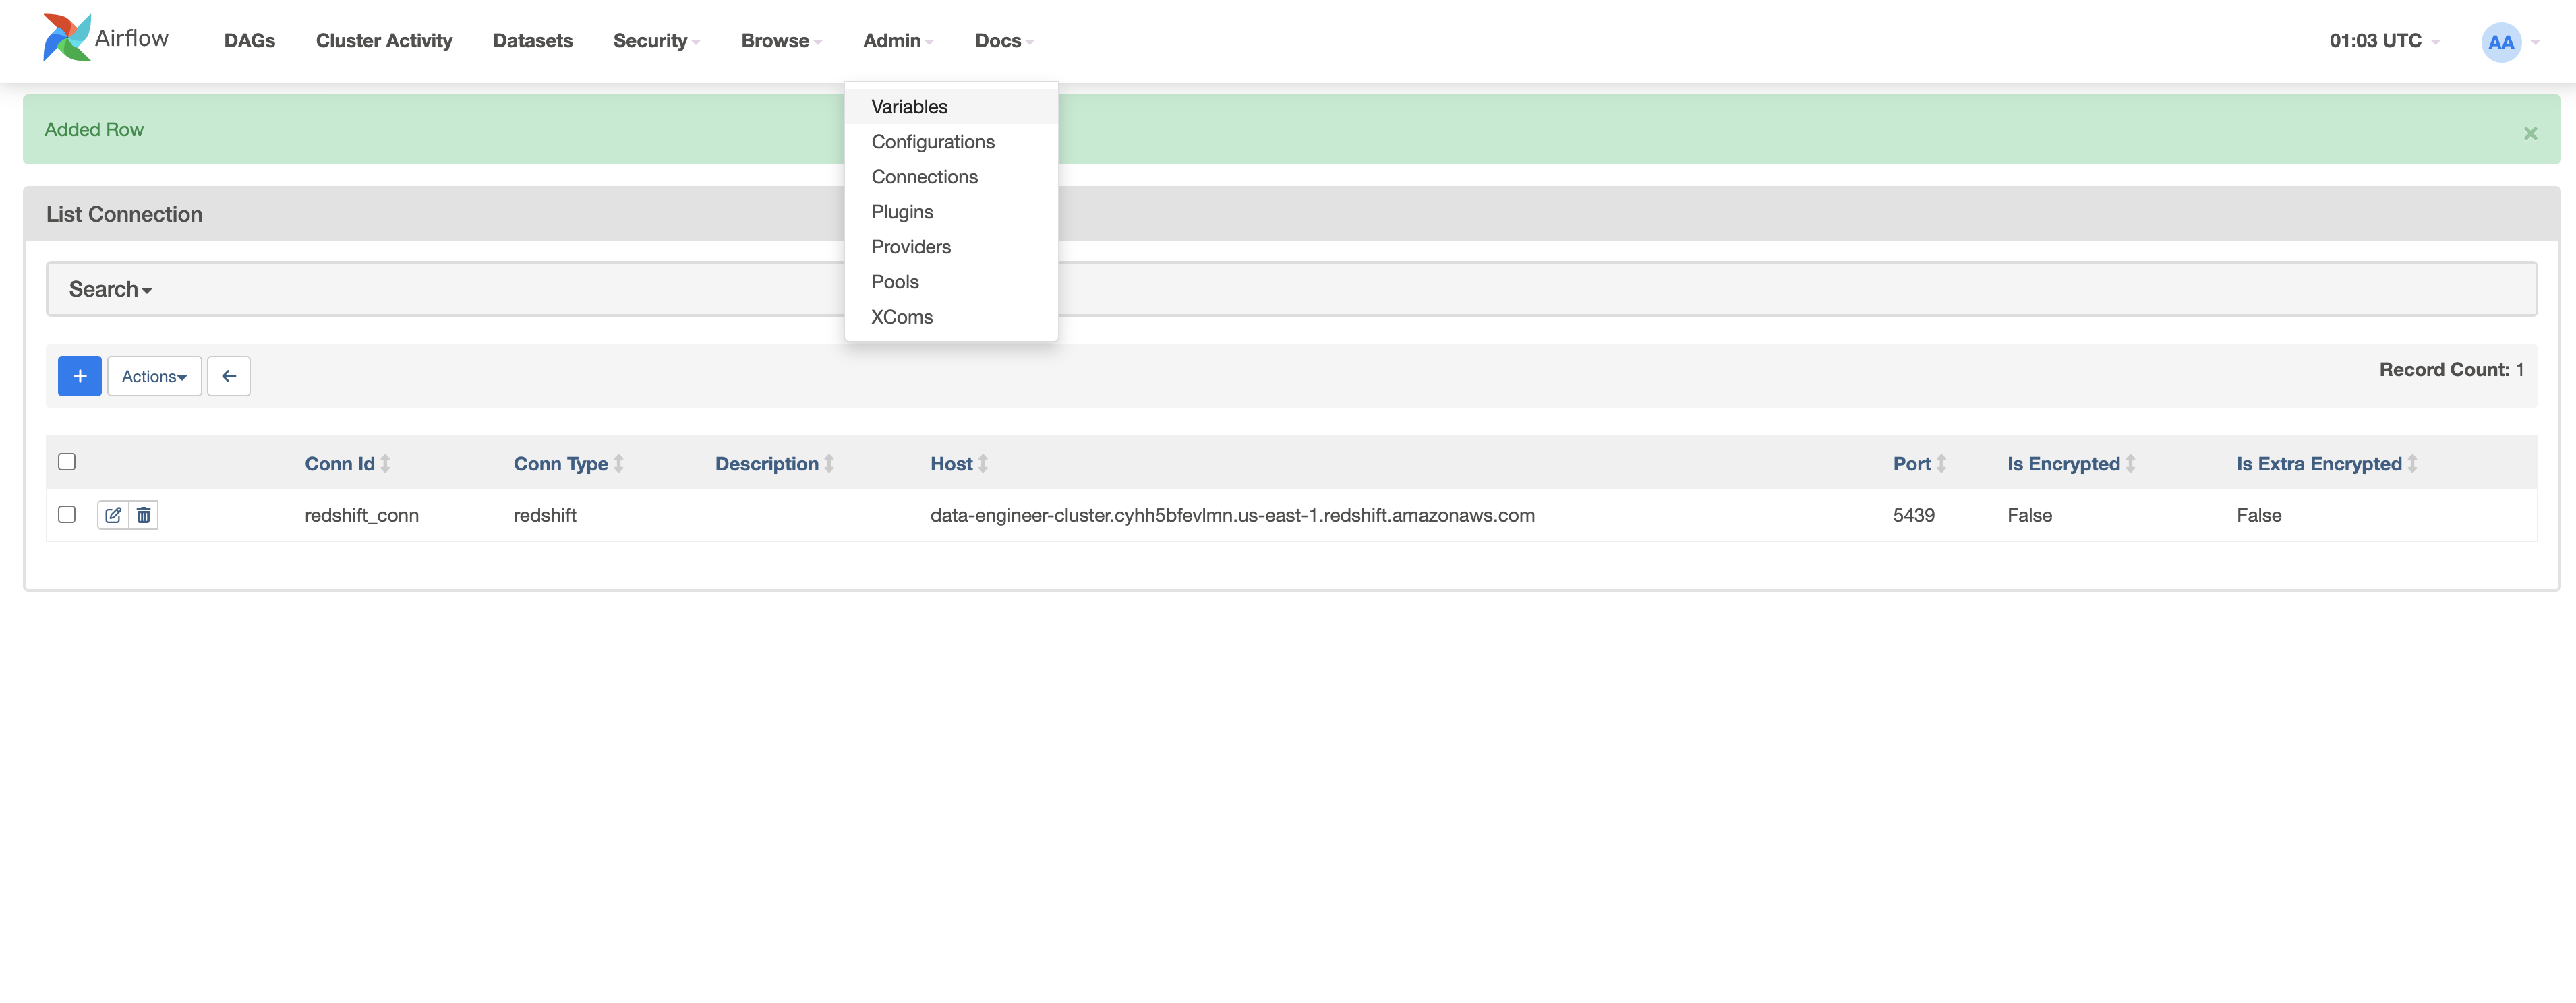 Airflow DAGs Cluster Activity Datasets Security Browse Admin Docs 01:03 UTC AA
Variables
Configurations
Connections
Plugins
Providers
Pools
XComs
Added Row ×
List Connection
Search
+ Actions ← Record Count: 1
Conn Id Conn Type Description Host Port Is Encrypted Is Extra Encrypted
redshift_conn redshift data-engineer-cluster.cyhh5bfevlmn.us-east-1.redshift.amazonaws.com 5439 False False